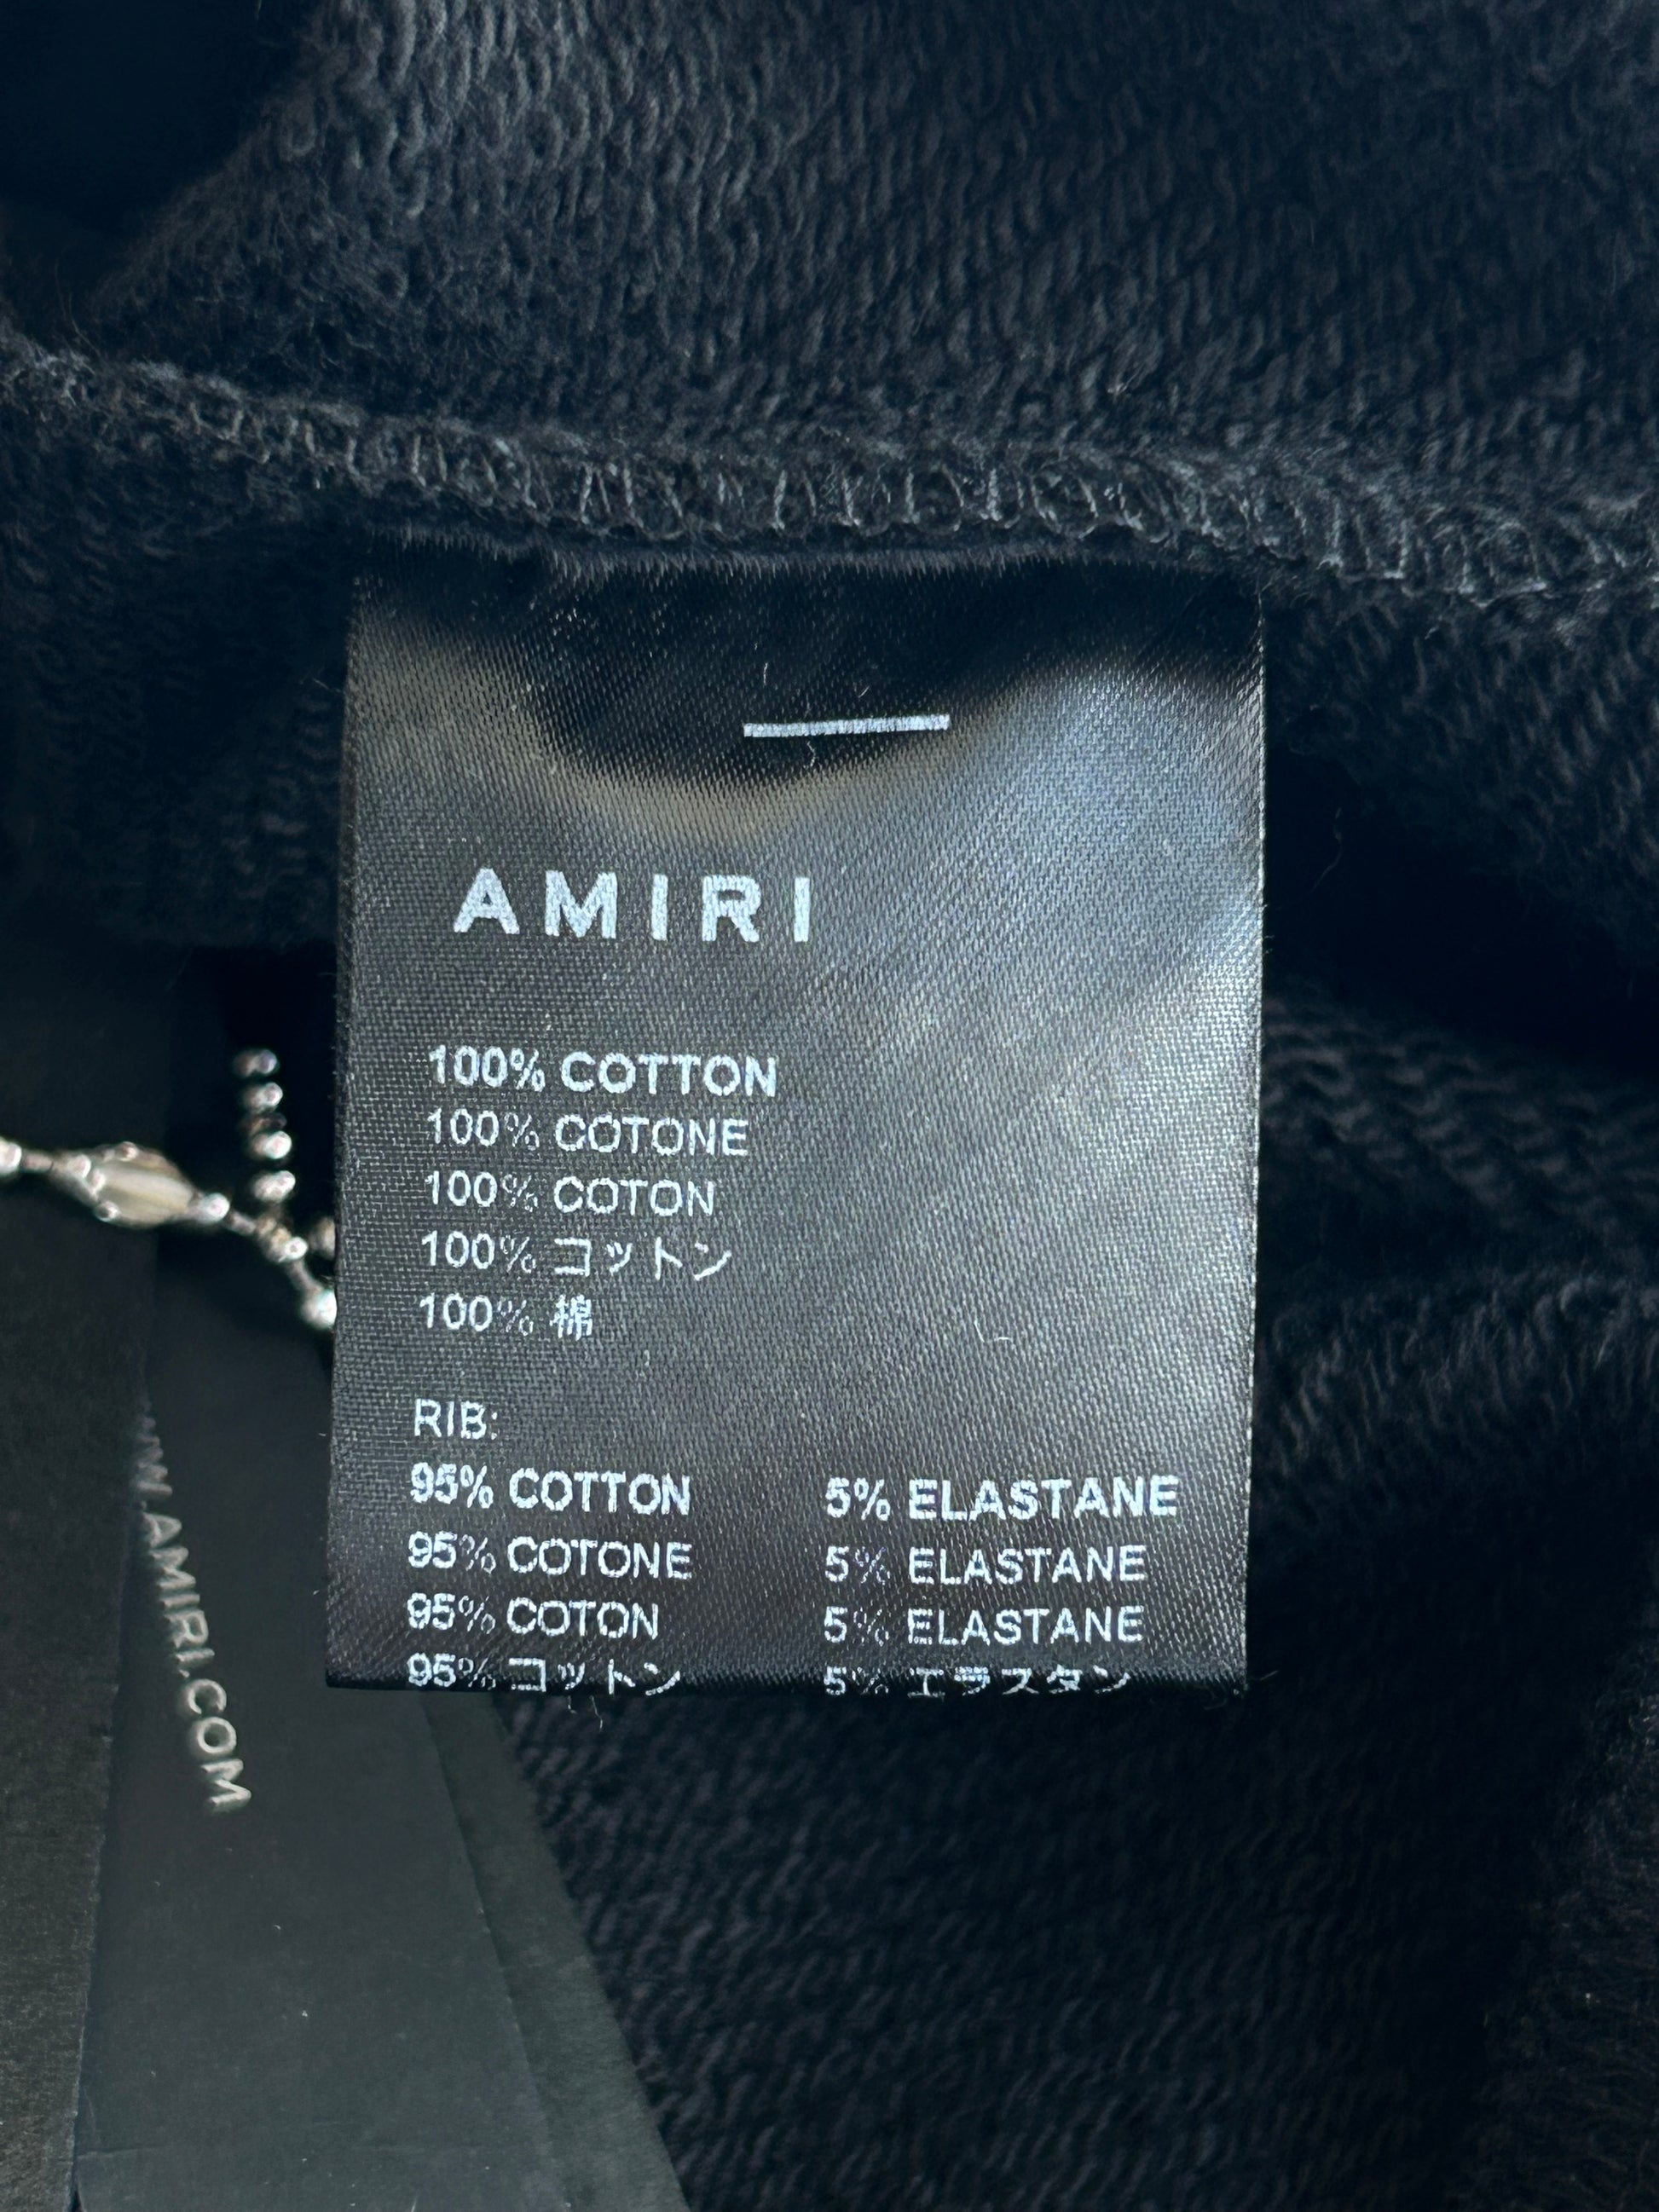 AMIRI
100% COTTON
100% COTONE
100% COTON
100% コットン
100% 棉
RIB:
95% COTTON 5% ELASTANE
95% COTONE 5% ELASTANE
95% COTON 5% ELASTANE
95% コットン 5% エラスタン
WWW.AMIRI.COM